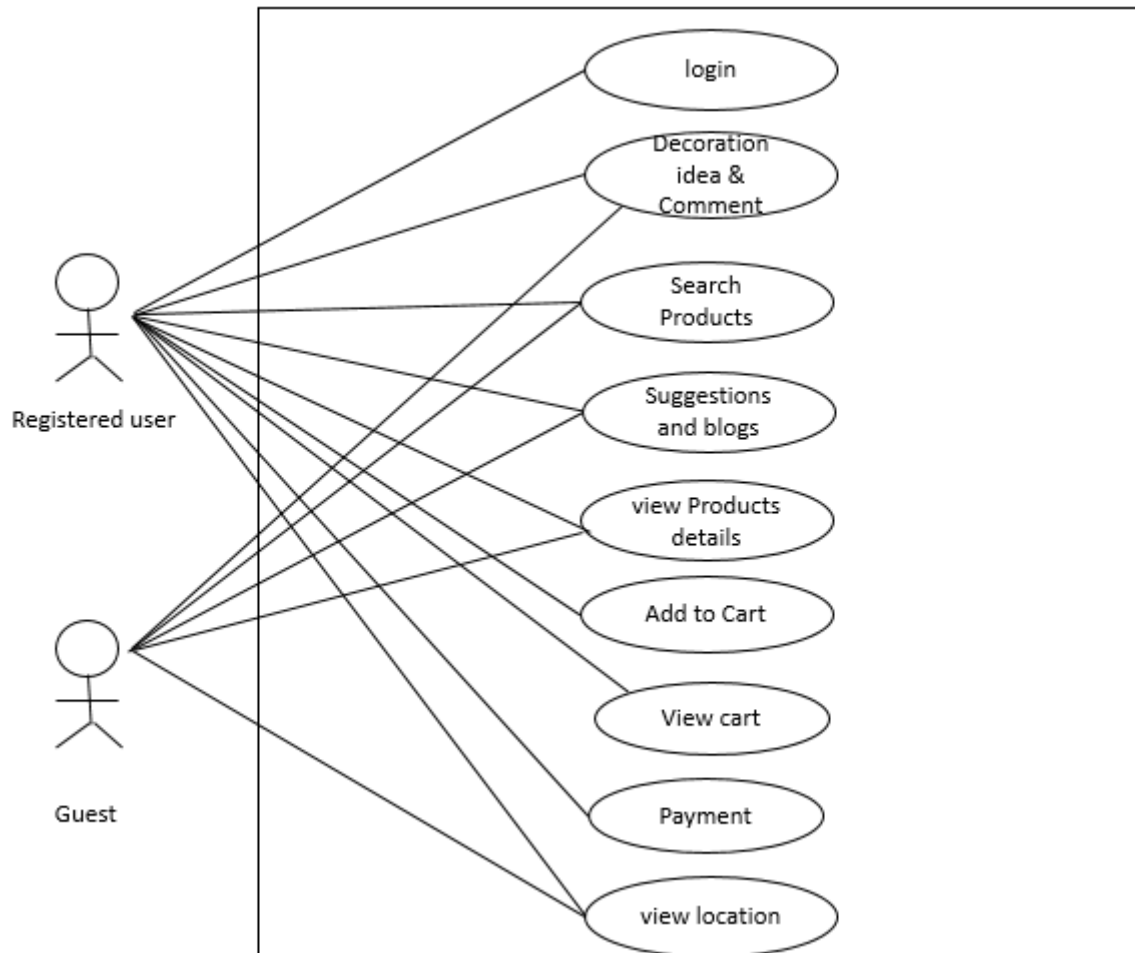 login
Decoration
idea &
Comment
Search
Products
Registered user
Suggestions
and blogs
view Products
details
Add to Cart
View cart
Guest
Payment
view location